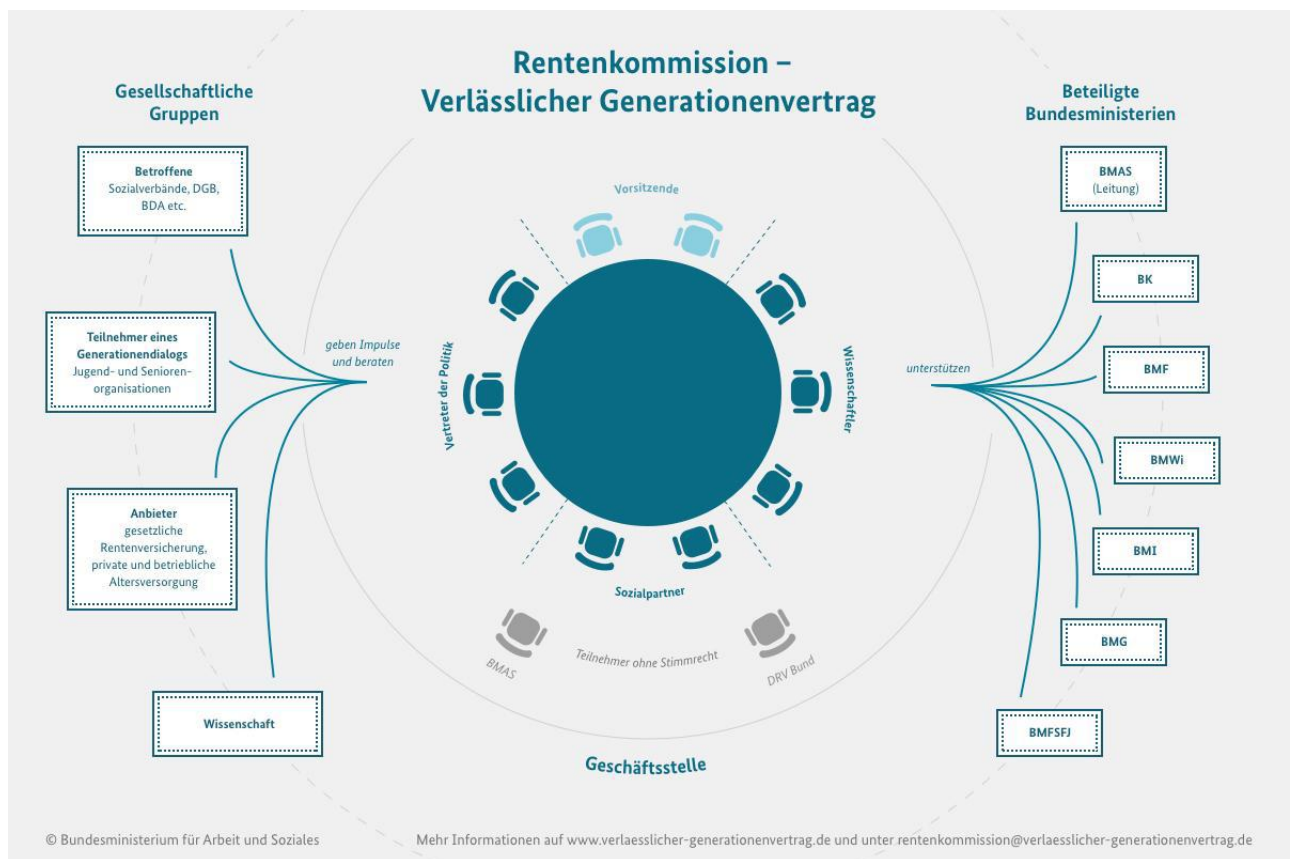 Rentenkommission –
Verlässlicher Generationenvertrag
Gesellschaftliche
Gruppen
Betroffene
Sozialverbände, DGB,
BDA etc.
Teilnehmer eines
Generationendialogs
Jugend- und Senioren-
organisationen
Anbieter
gesetzliche
Rentenversicherung,
private und betriebliche
Altersversorgung
Wissenschaft
geben Impulse
und beraten
Vorsitzende
Vertreter der Politik
Wissenschaftler
Sozialpartner
BMAS
Teilnehmer ohne Stimmrecht
DRV Bund
Geschäftsstelle
unterstützen
Beteiligte
Bundesministerien
BMAS
(Leitung)
BK
BMF
BMWi
BMI
BMG
BMFSFJ
© Bundesministerium für Arbeit und Soziales
Mehr Informationen auf www.verlaesslicher-generationenvertrag.de und unter rentenkommission@verlaesslicher-generationenvertrag.de